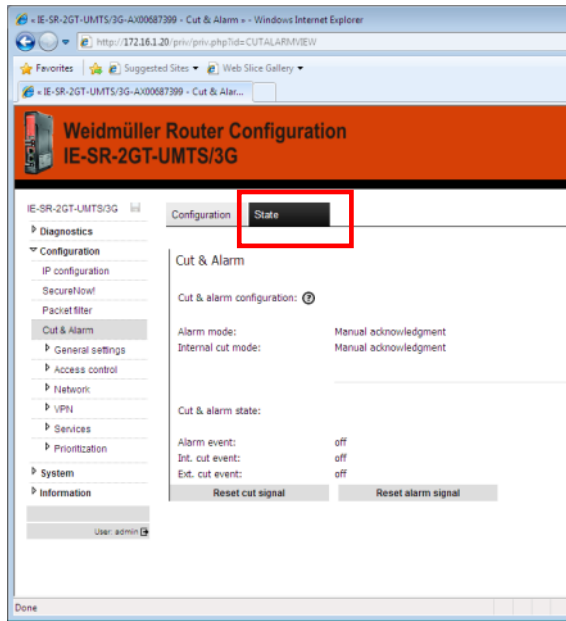 « IE-SR-2GT-UMTS/3G-AX00687399 - Cut & Alarm » - Windows Internet Explorer
http://172.16.1.20/priv/priv.php?id=CUTALARMVIEW
Favorites Suggested Sites Web Slice Gallery
« IE-SR-2GT-UMTS/3G-AX00687399 - Cut & Alar...
Weidmüller Router Configuration
IE-SR-2GT-UMTS/3G
IE-SR-2GT-UMTS/3G
Diagnostics
Configuration
IP configuration
SecureNow!
Packet filter
Cut & Alarm
General settings
Access control
Network
VPN
Services
Prioritization
System
Information
User: admin
Configuration State
Cut & Alarm
Cut & alarm configuration: ?
Alarm mode: Manual acknowledgment
Internal cut mode: Manual acknowledgment
Cut & alarm state:
Alarm event: off
Int. cut event: off
Ext. cut event: off
Reset cut signal Reset alarm signal
Done